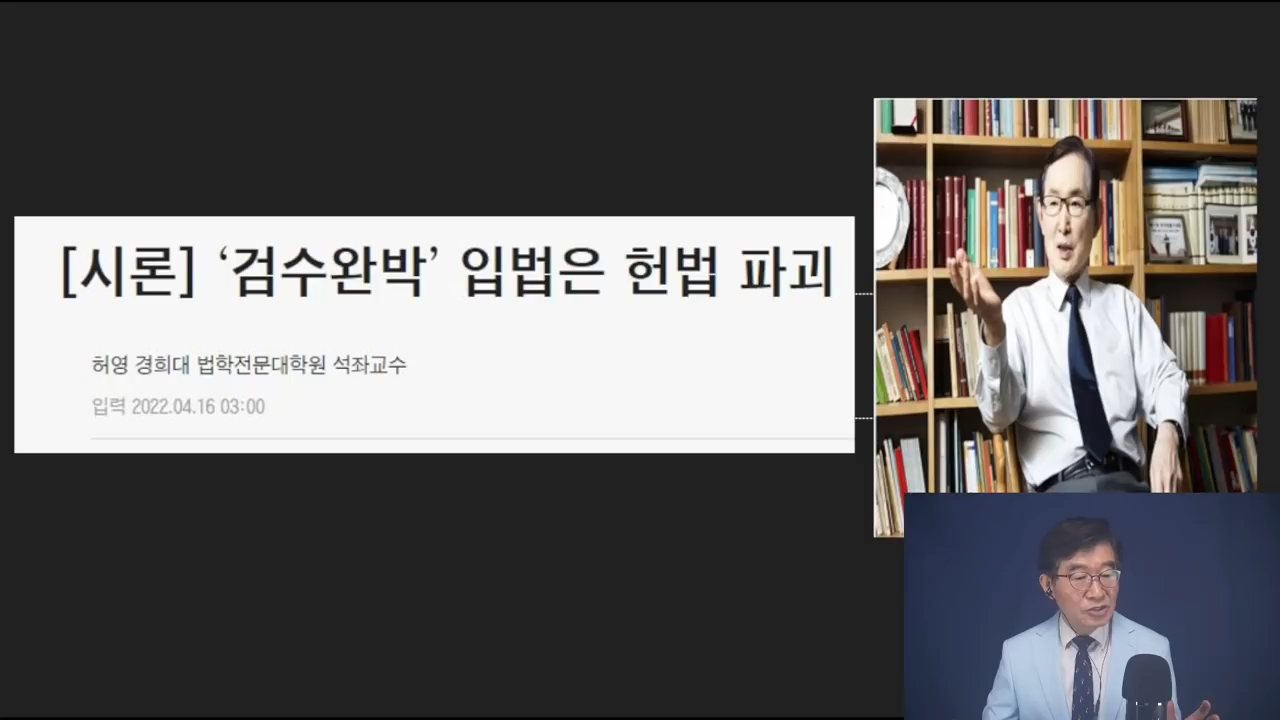 [시론] ‘검수완박’ 입법은 헌법 파괴
허영 경희대 법학전문대학원 석좌교수
입력 2022.04.16 03:00